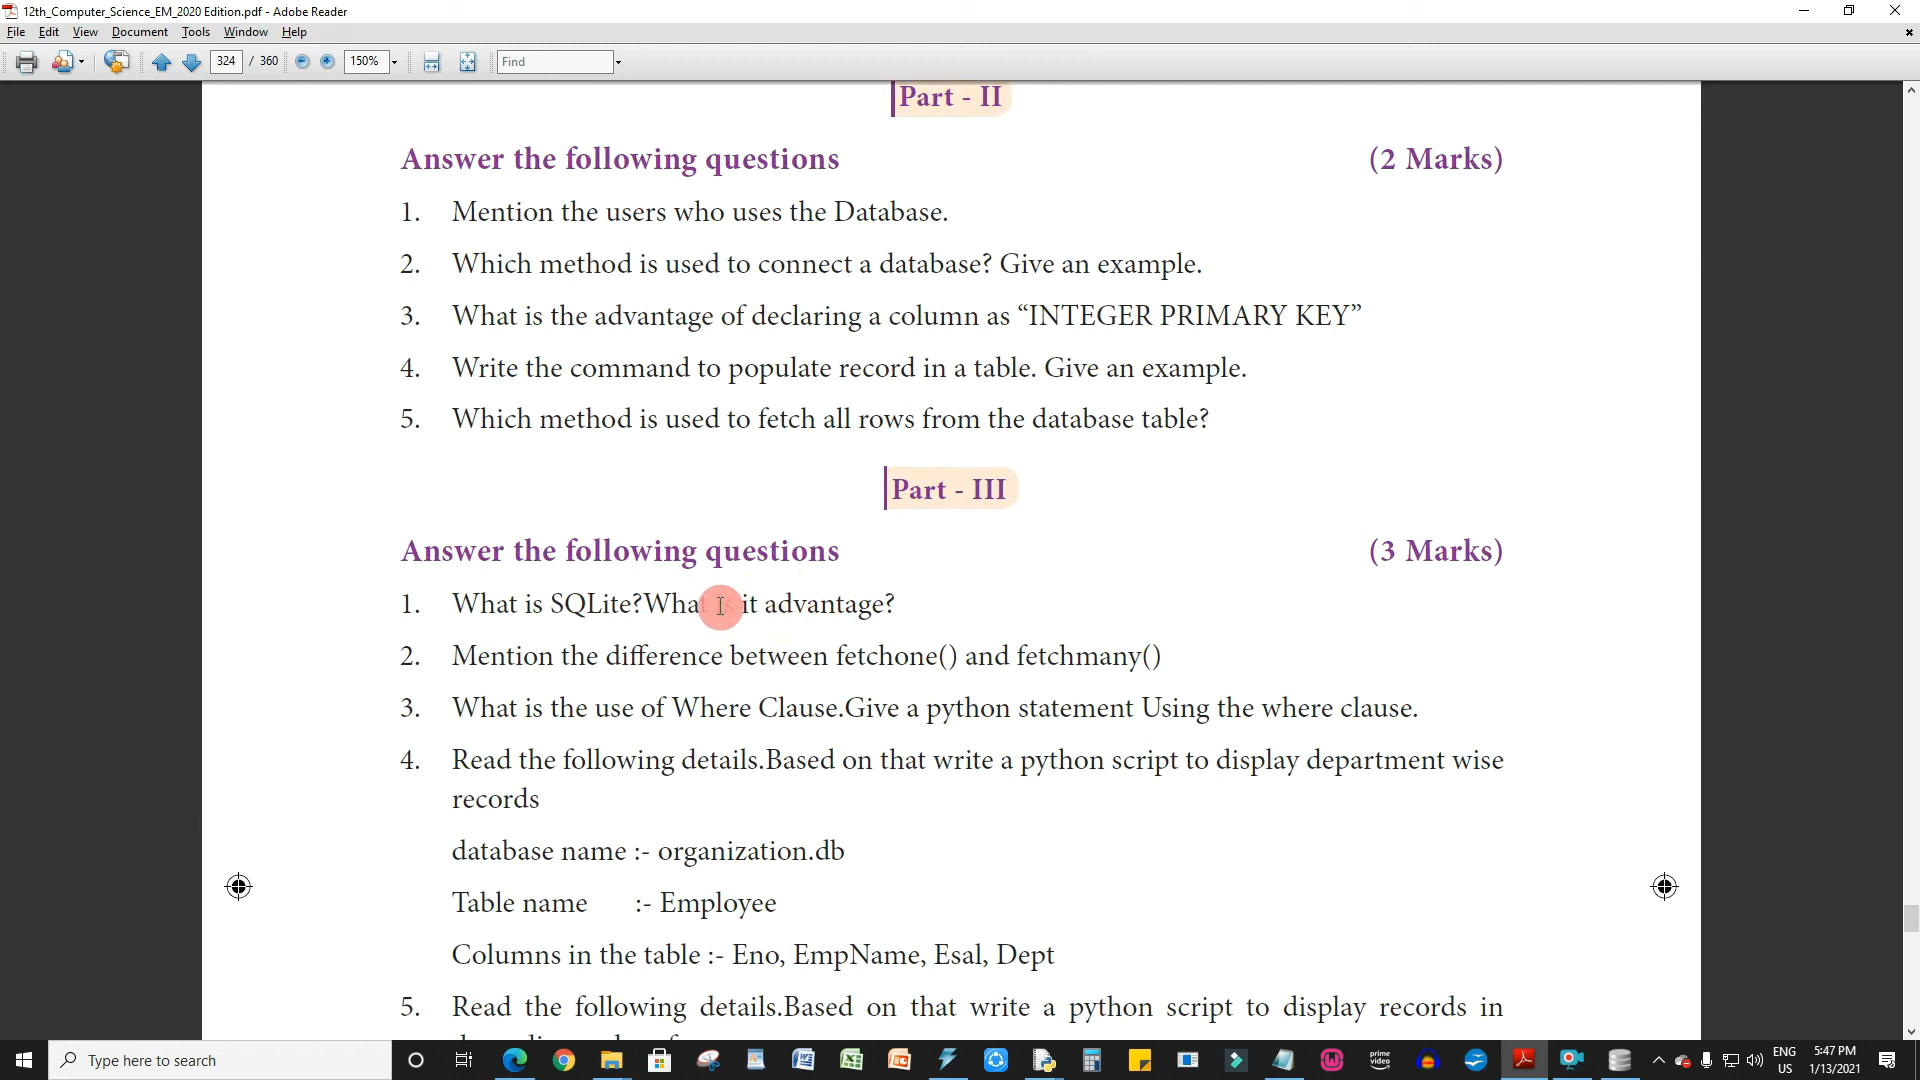 12th_Computer_Science_EM_2020 Edition.pdf - Adobe Reader
File Edit View Document Tools Window Help
324 / 360 150% Find
Part - II
Answer the following questions (2 Marks)
1. Mention the users who uses the Database.
2. Which method is used to connect a database? Give an example.
3. What is the advantage of declaring a column as “INTEGER PRIMARY KEY”
4. Write the command to populate record in a table. Give an example.
5. Which method is used to fetch all rows from the database table?
Part - III
Answer the following questions (3 Marks)
1. What is SQLite?What is it advantage?
2. Mention the difference between fetchone() and fetchmany()
3. What is the use of Where Clause.Give a python statement Using the where clause.
4. Read the following details.Based on that write a python script to display department wise
records
database name :- organization.db
Table name :- Employee
Columns in the table :- Eno, EmpName, Esal, Dept
5. Read the following details.Based on that write a python script to display records in
Type here to search
prime
video
ENG
US
5:47 PM
1/13/2021